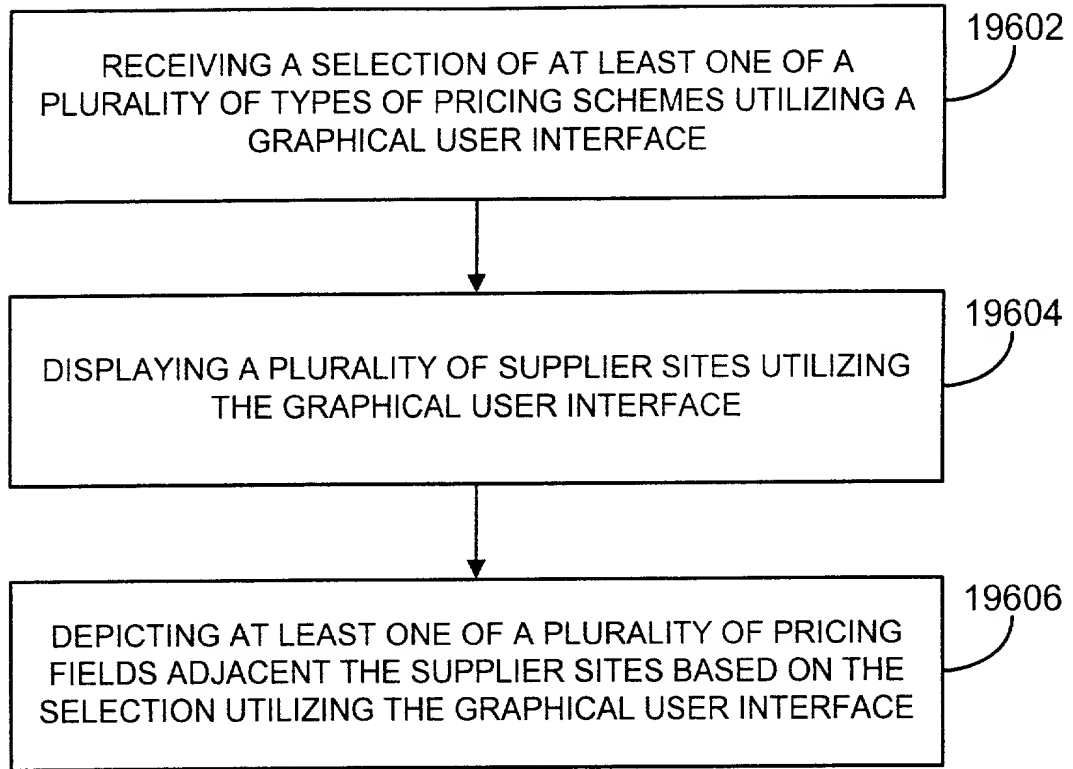 19602
RECEIVING A SELECTION OF AT LEAST ONE OF A
PLURALITY OF TYPES OF PRICING SCHEMES UTILIZING A
GRAPHICAL USER INTERFACE
19604
DISPLAYING A PLURALITY OF SUPPLIER SITES UTILIZING
THE GRAPHICAL USER INTERFACE
19606
DEPICTING AT LEAST ONE OF A PLURALITY OF PRICING
FIELDS ADJACENT THE SUPPLIER SITES BASED ON THE
SELECTION UTILIZING THE GRAPHICAL USER INTERFACE